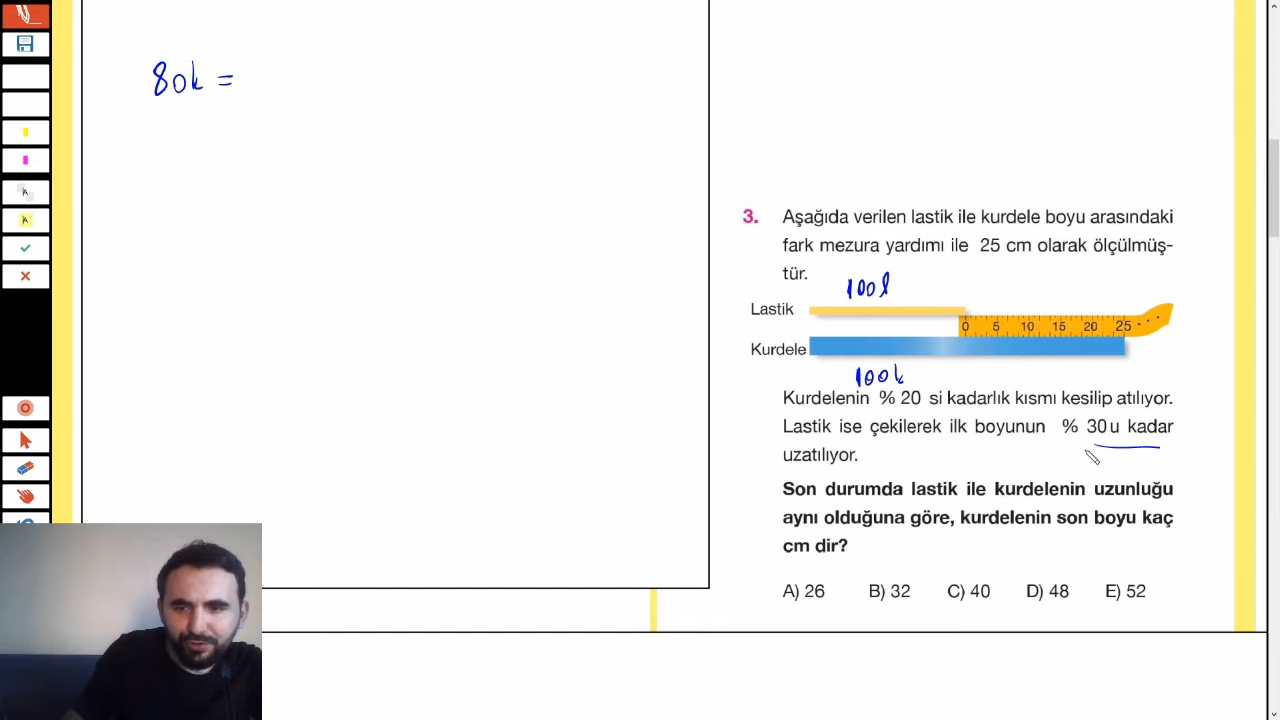 80k =
3. Aşağıda verilen lastik ile kurdele boyu arasındaki
fark mezura yardımı ile 25 cm olarak ölçülmüş-
tür.
100l
Lastik
0 5 10 15 20 25 ...
Kurdele
100k
Kurdelenin % 20 si kadarlık kısmı kesilip atılıyor.
Lastik ise çekilerek ilk boyunun % 30 u kadar
uzatılıyor.
Son durumda lastik ile kurdelenin uzunluğu
aynı olduğuna göre, kurdelenin son boyu kaç
cm dir?
A) 26 B) 32 C) 40 D) 48 E) 52